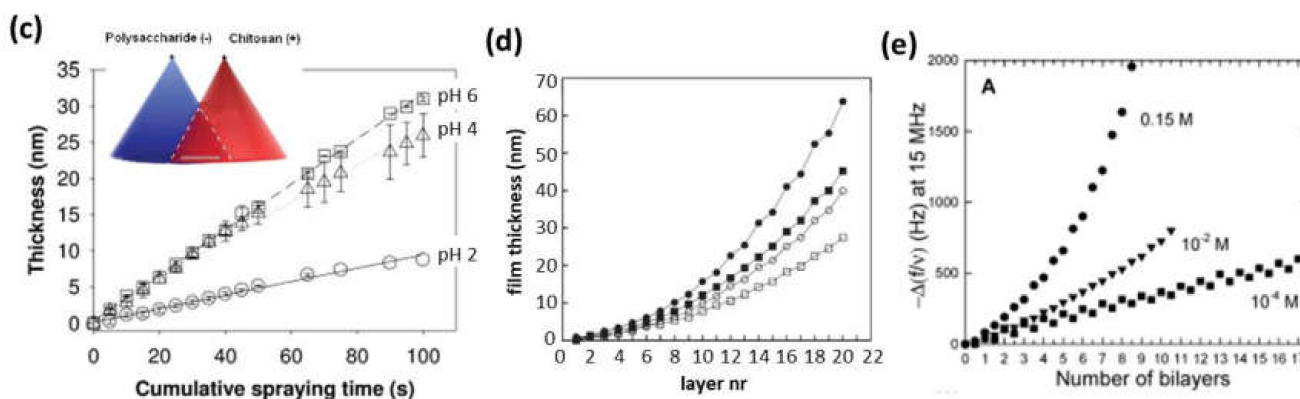 (c)
Polysaccharide (-) Chitosan (+)
35
30
25
20
15
10
5
0
Thickness (nm)
pH 6
pH 4
pH 2
0 20 40 60 80 100
Cumulative spraying time (s)
(d)
70
60
50
40
30
20
10
0
film thickness (nm)
2 4 6 8 10 12 14 16 18 20 22
layer nr
(e)
A
2000
1500
1000
500
0
−Δ(f/ν) (Hz) at 15 MHz
0.15 M
10⁻² M
10⁻⁴ M
0 1 2 3 4 5 6 7 8 9 10 11 12 13 14 15 16 17
Number of bilayers